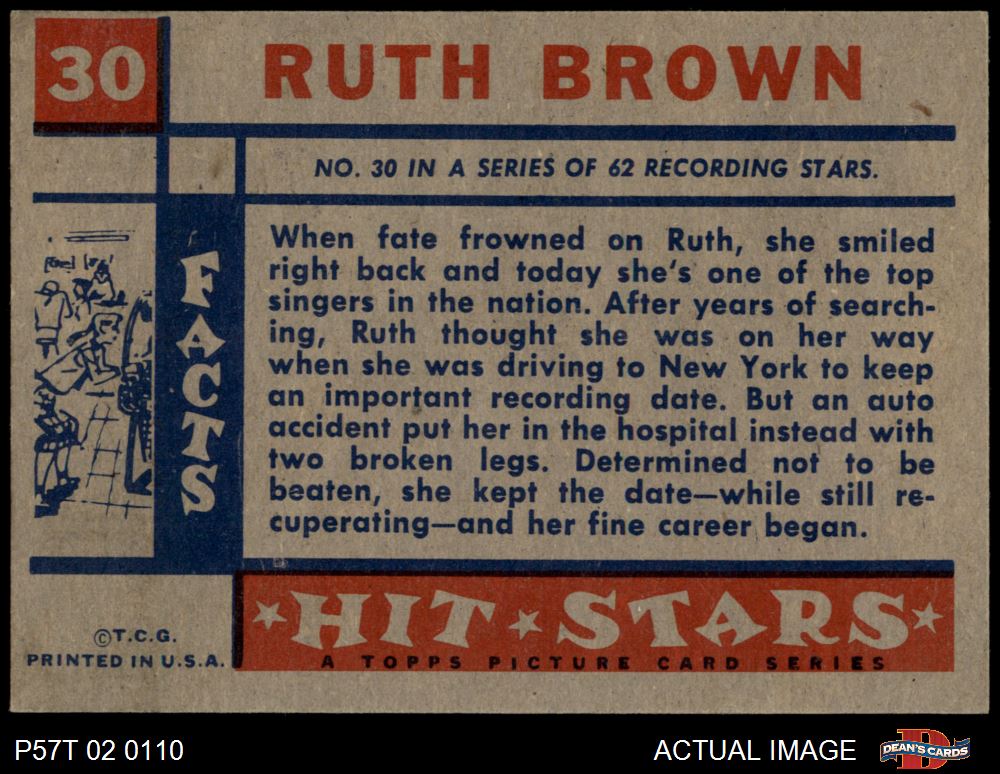 30
RUTH BROWN
NO. 30 IN A SERIES OF 62 RECORDING STARS.
FACTS
When fate frowned on Ruth, she smiled
right back and today she's one of the top
singers in the nation. After years of search-
ing, Ruth thought she was on her way
when she was driving to New York to keep
an important recording date. But an auto
accident put her in the hospital instead with
two broken legs. Determined not to be
beaten, she kept the date—while still re-
cuperating—and her fine career began.
©T.C.G.
PRINTED IN U.S.A.
HIT STARS
A TOPPS PICTURE CARD SERIES
P57T 02 0110
ACTUAL IMAGE
DEAN'S CARDS